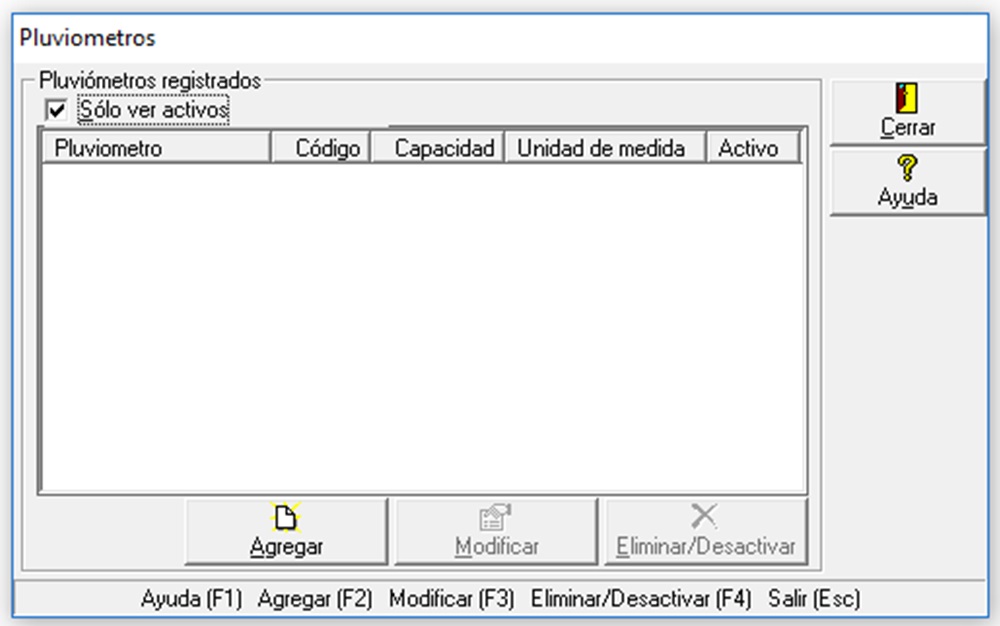 Pluviometros
Pluviómetros registrados
Sólo ver activos
Pluviometro Código Capacidad Unidad de medida Activo
Cerrar
Ayuda
Agregar Modificar Eliminar/Desactivar
Ayuda (F1) Agregar (F2) Modificar (F3) Eliminar/Desactivar (F4) Salir (Esc)